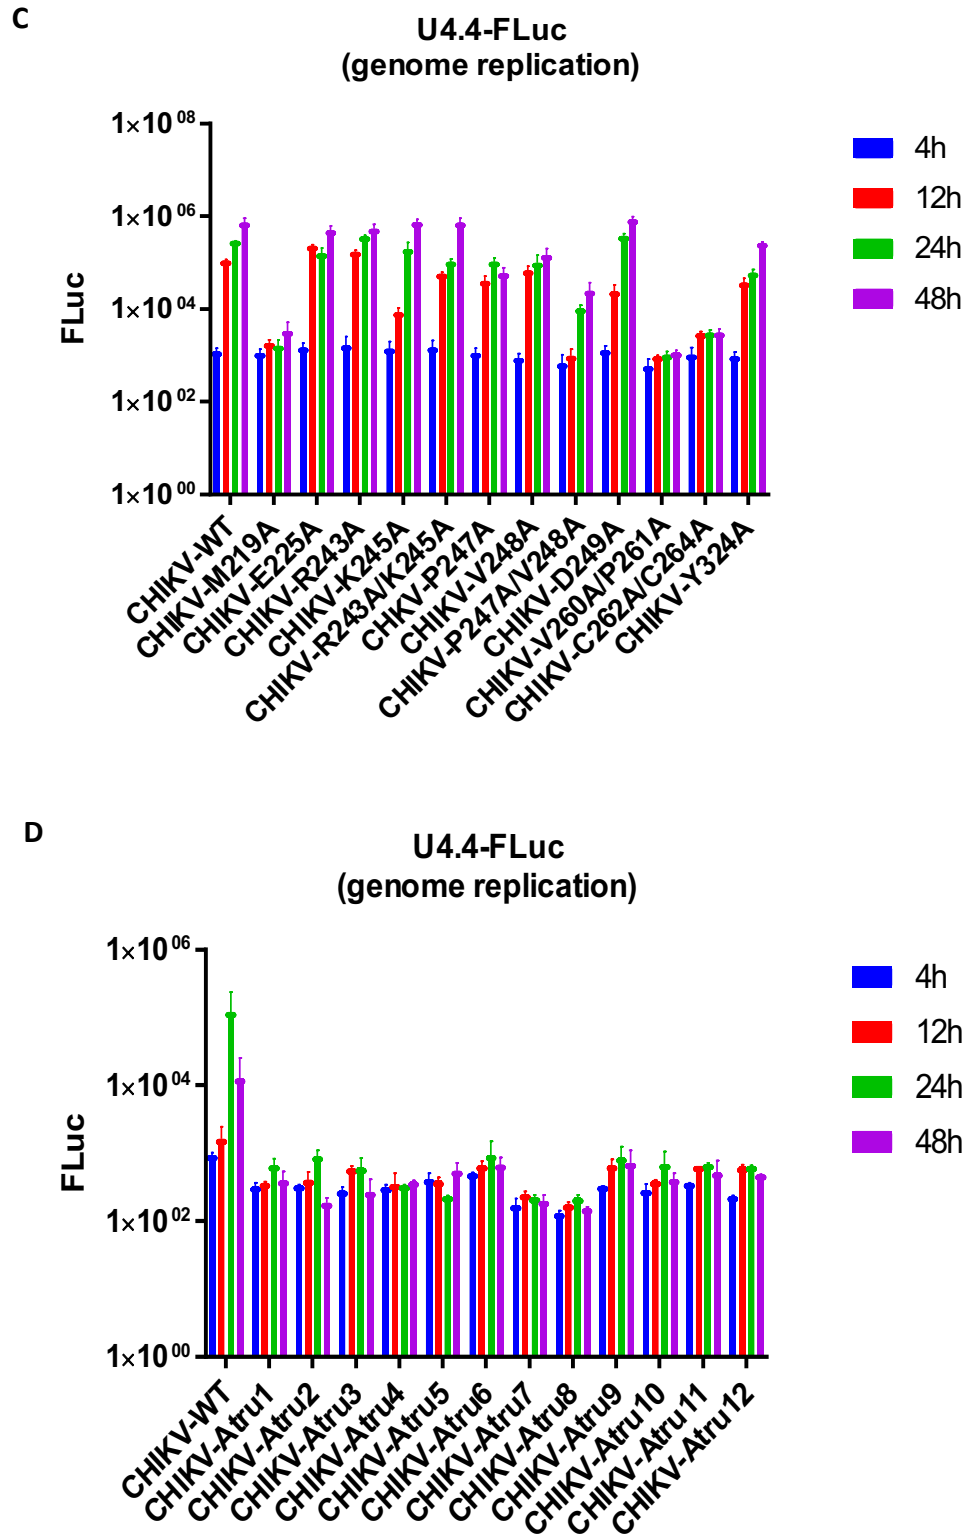 C
U4.4-FLuc
(genome replication)
1×10 08
1×10 06
1×10 04
1×10 02
1×10 00
FLuc
4h
12h
24h
48h
CHIKV-WT
CHIKV-M219A
CHIKV-E225A
CHIKV-R243A
CHIKV-K245A
CHIKV-R243A/K245A
CHIKV-P247A
CHIKV-V248A
CHIKV-P247A/V248A
CHIKV-D249A
CHIKV-V260A/P261A
CHIKV-C262A/C264A
CHIKV-Y324A
D
U4.4-FLuc
(genome replication)
1×10 06
1×10 04
1×10 02
1×10 00
FLuc
4h
12h
24h
48h
CHIKV-WT
CHIKV-Atru1
CHIKV-Atru2
CHIKV-Atru3
CHIKV-Atru4
CHIKV-Atru5
CHIKV-Atru6
CHIKV-Atru7
CHIKV-Atru8
CHIKV-Atru9
CHIKV-Atru10
CHIKV-Atru11
CHIKV-Atru12